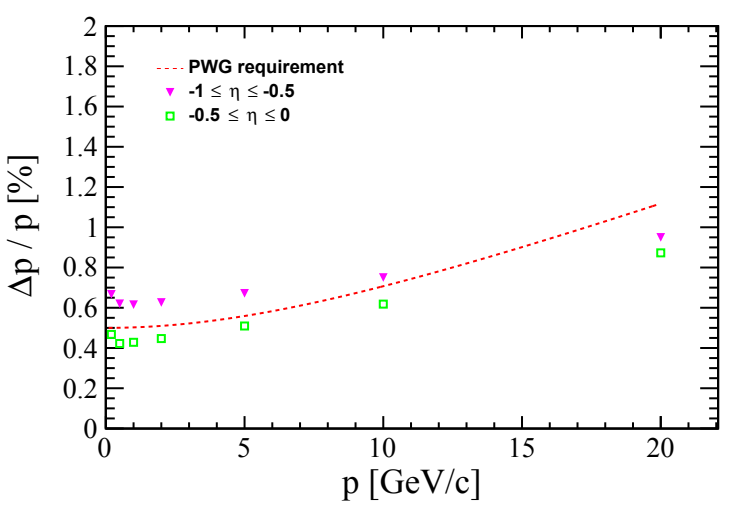 2
1.8
1.6
1.4
1.2
1
0.8
0.6
0.4
0.2
0
Δp / p [%]
PWG requirement
-1 ≤ η ≤ -0.5
-0.5 ≤ η ≤ 0
0 5 10 15 20
p [GeV/c]